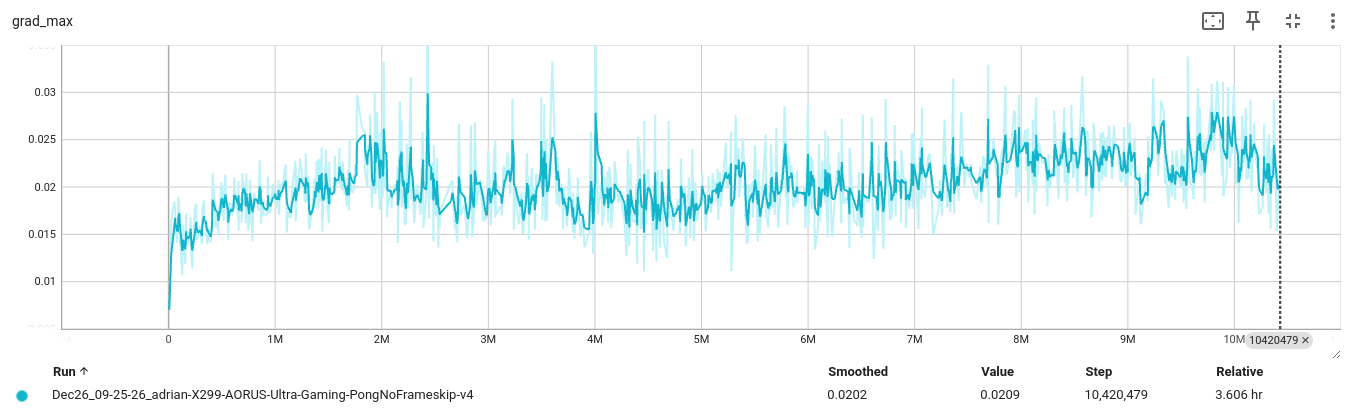 grad_max
0.03
0.025
0.02
0.015
0.01
0 1M 2M 3M 4M 5M 6M 7M 8M 9M 10M
10420479 ✕
Run ↑ Smoothed Value Step Relative
Dec26_09-25-26_adrian-X299-AORUS-Ultra-Gaming-PongNoFrameskip-v4 0.0202 0.0209 10,420,479 3.606 hr